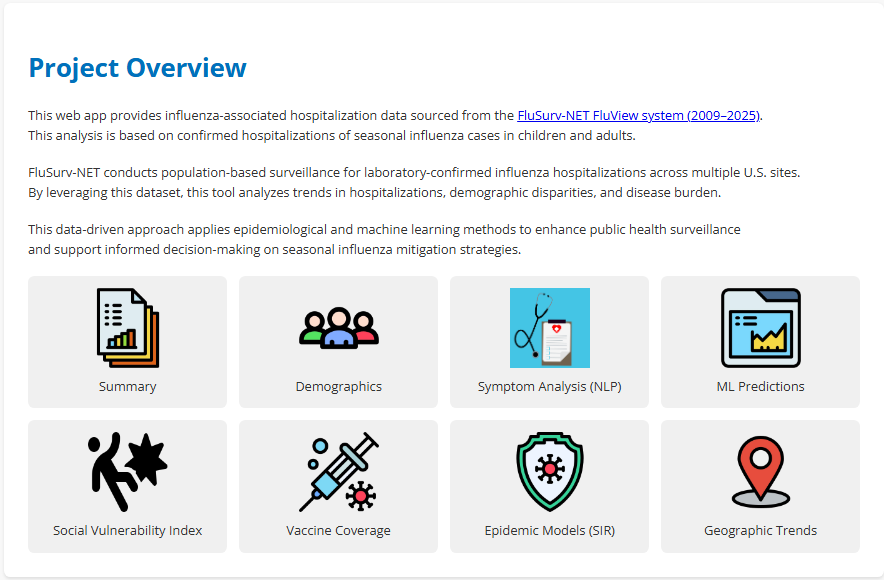 Project Overview
This web app provides influenza-associated hospitalization data sourced from the FluSurv-NET FluView system (2009–2025).
This analysis is based on confirmed hospitalizations of seasonal influenza cases in children and adults.
FluSurv-NET conducts population-based surveillance for laboratory-confirmed influenza hospitalizations across multiple U.S. sites.
By leveraging this dataset, this tool analyzes trends in hospitalizations, demographic disparities, and disease burden.
This data-driven approach applies epidemiological and machine learning methods to enhance public health surveillance
and support informed decision-making on seasonal influenza mitigation strategies.
Summary
Demographics
Symptom Analysis (NLP)
ML Predictions
Social Vulnerability Index
Vaccine Coverage
Epidemic Models (SIR)
Geographic Trends